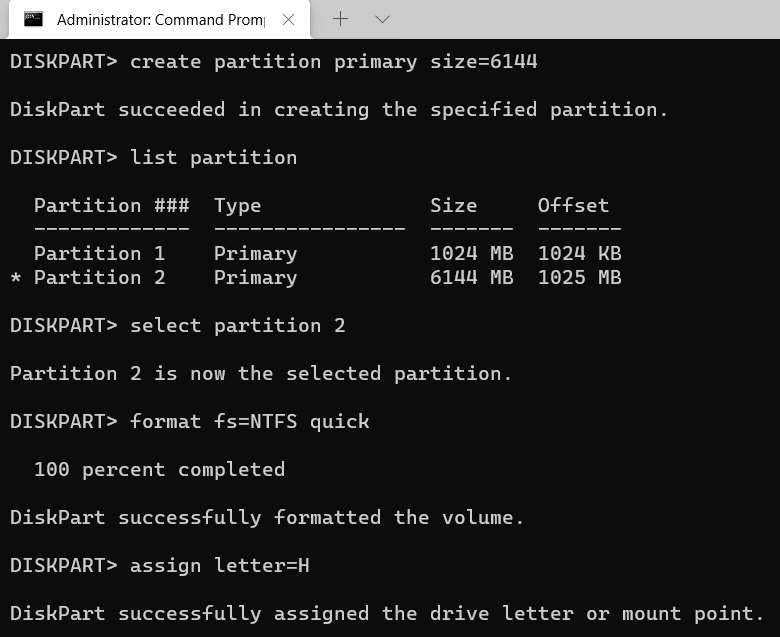 Administrator: Command Prom
DISKPART> create partition primary size=6144
DiskPart succeeded in creating the specified partition.
DISKPART> list partition
Partition ### Type Size Offset
------------- ---------------- ------- -------
Partition 1 Primary 1024 MB 1024 KB
* Partition 2 Primary 6144 MB 1025 MB
DISKPART> select partition 2
Partition 2 is now the selected partition.
DISKPART> format fs=NTFS quick
100 percent completed
DiskPart successfully formatted the volume.
DISKPART> assign letter=H
DiskPart successfully assigned the drive letter or mount point.